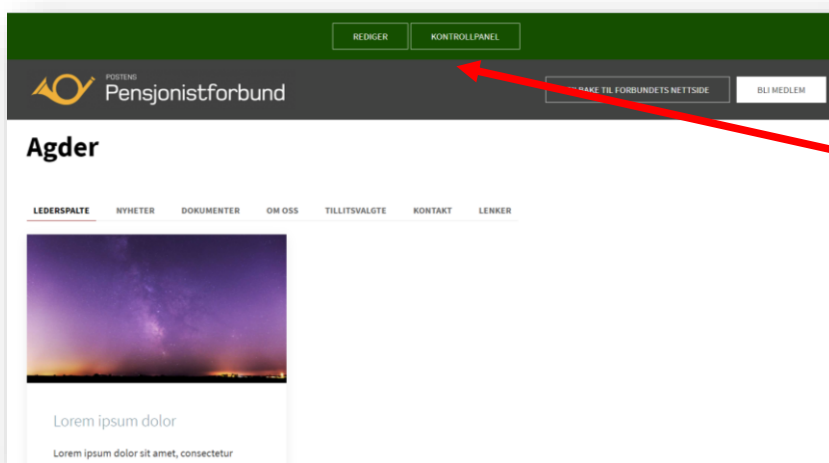 REDIGER KONTROLLPANEL
POSTENS
Pensjonistforbund
BAKE TIL FORBUNDETS NETTSIDE BLI MEDLEM
Agder
LEDERSPALTE NYHETER DOKUMENTER OM OSS TILLITSVALGTE KONTAKT LENKER
Lorem ipsum dolor
Lorem ipsum dolor sit amet, consectetur